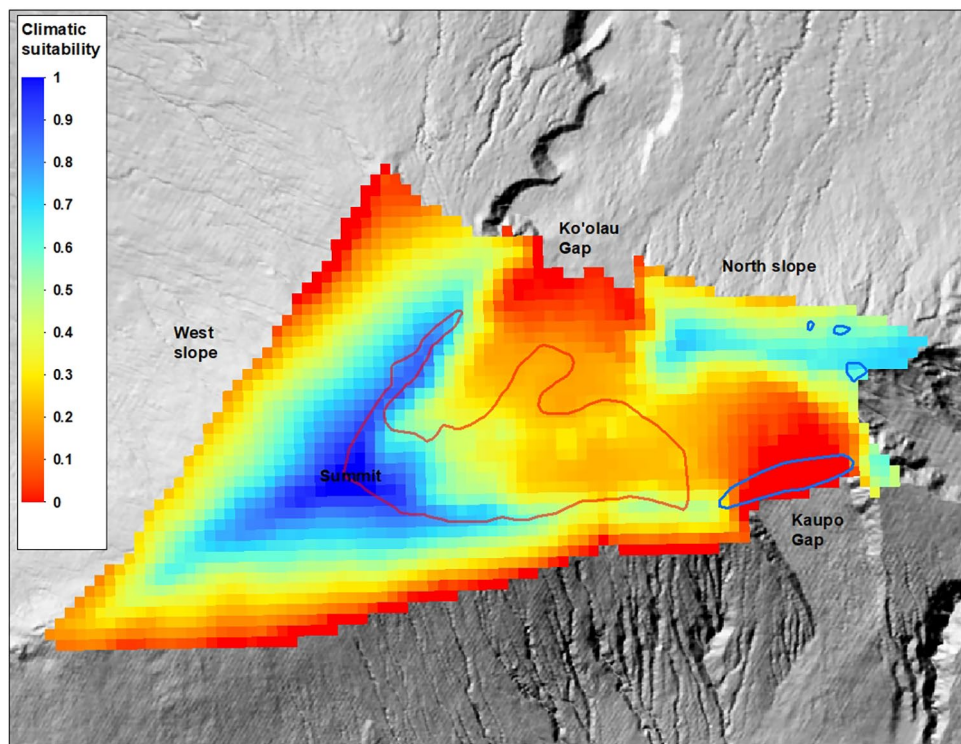 Climatic
suitability
1
0.9
0.8
0.7
0.6
0.5
0.4
0.3
0.2
0.1
0
Ko'olau
Gap
North slope
West
slope
Summit
Kaupo
Gap